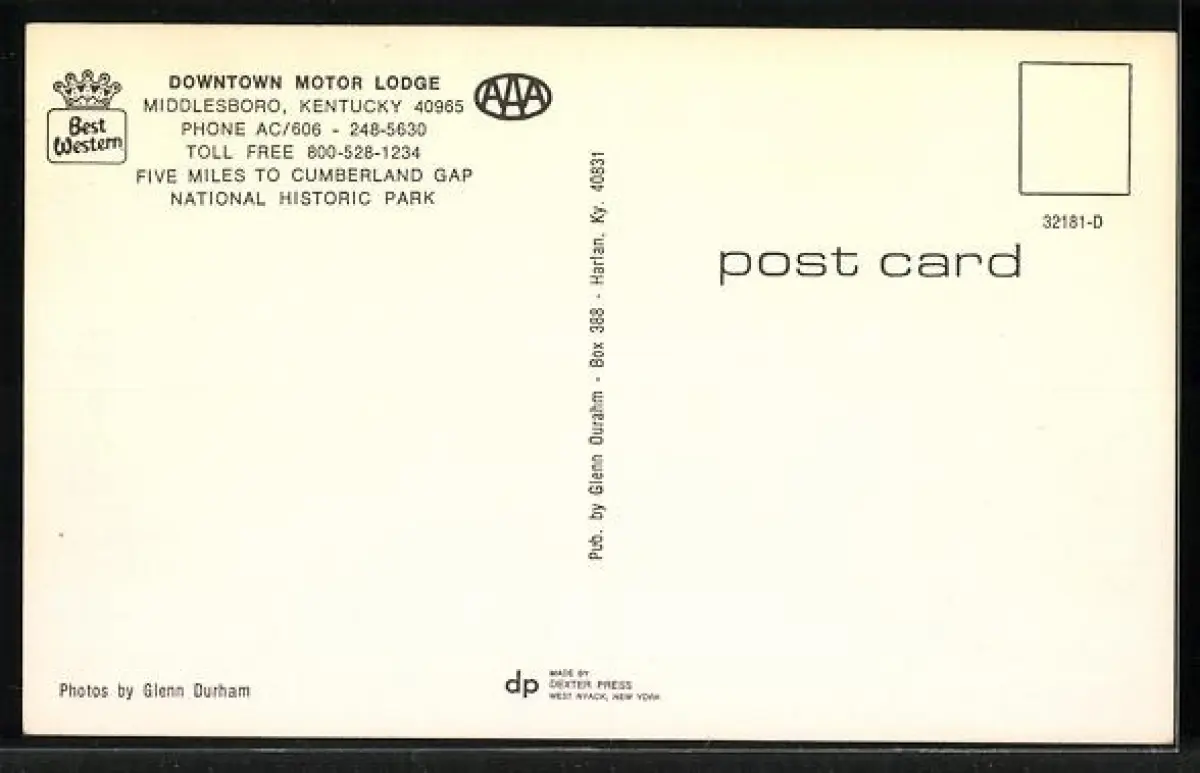 Best
Western
DOWNTOWN MOTOR LODGE
MIDDLESBORO, KENTUCKY 40965
PHONE AC/606 - 248-5630
TOLL FREE 800-528-1234
FIVE MILES TO CUMBERLAND GAP
NATIONAL HISTORIC PARK
AAA
Pub. by Glenn Durahm - Box 388 - Harlan, Ky. 40831
32181-D
post card
Photos by Glenn Durham
dp
MADE BY
DEXTER PRESS
WEST NYACK, NEW YORK